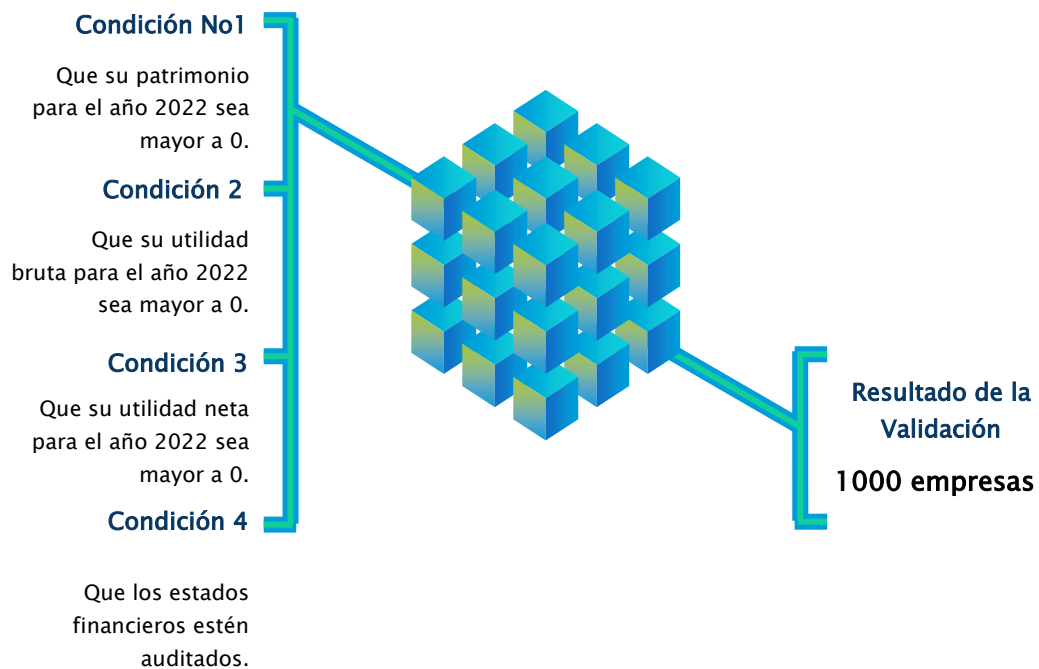 Condición No1
Que su patrimonio
para el año 2022 sea
mayor a 0.
Condición 2
Que su utilidad
bruta para el año 2022
sea mayor a 0.
Condición 3
Que su utilidad neta
para el año 2022 sea
mayor a 0.
Condición 4
Que los estados
financieros estén
auditados.
Resultado de la
Validación
1000 empresas